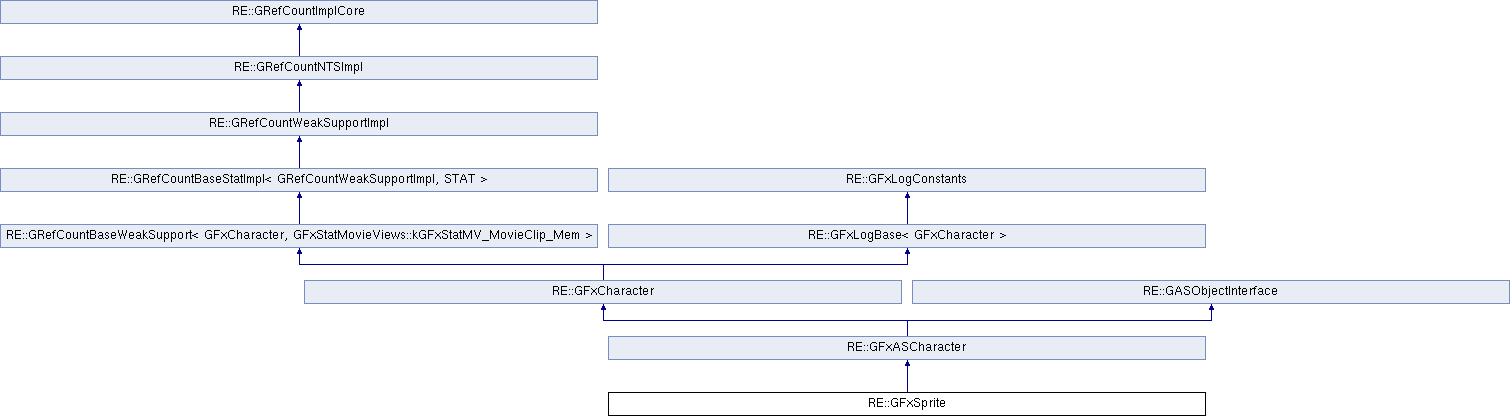 RE::GRefCountImplCore
RE::GRefCountNTSImpl
RE::GRefCountWeakSupportImpl
RE::GRefCountBaseStatImpl< GRefCountWeakSupportImpl, STAT >
RE::GFxLogConstants
RE::GRefCountBaseWeakSupport< GFxCharacter, GFxStatMovieViews::kGFxStatMV_MovieClip_Mem >
RE::GFxLogBase< GFxCharacter >
RE::GFxCharacter
RE::GASObjectInterface
RE::GFxASCharacter
RE::GFxSprite